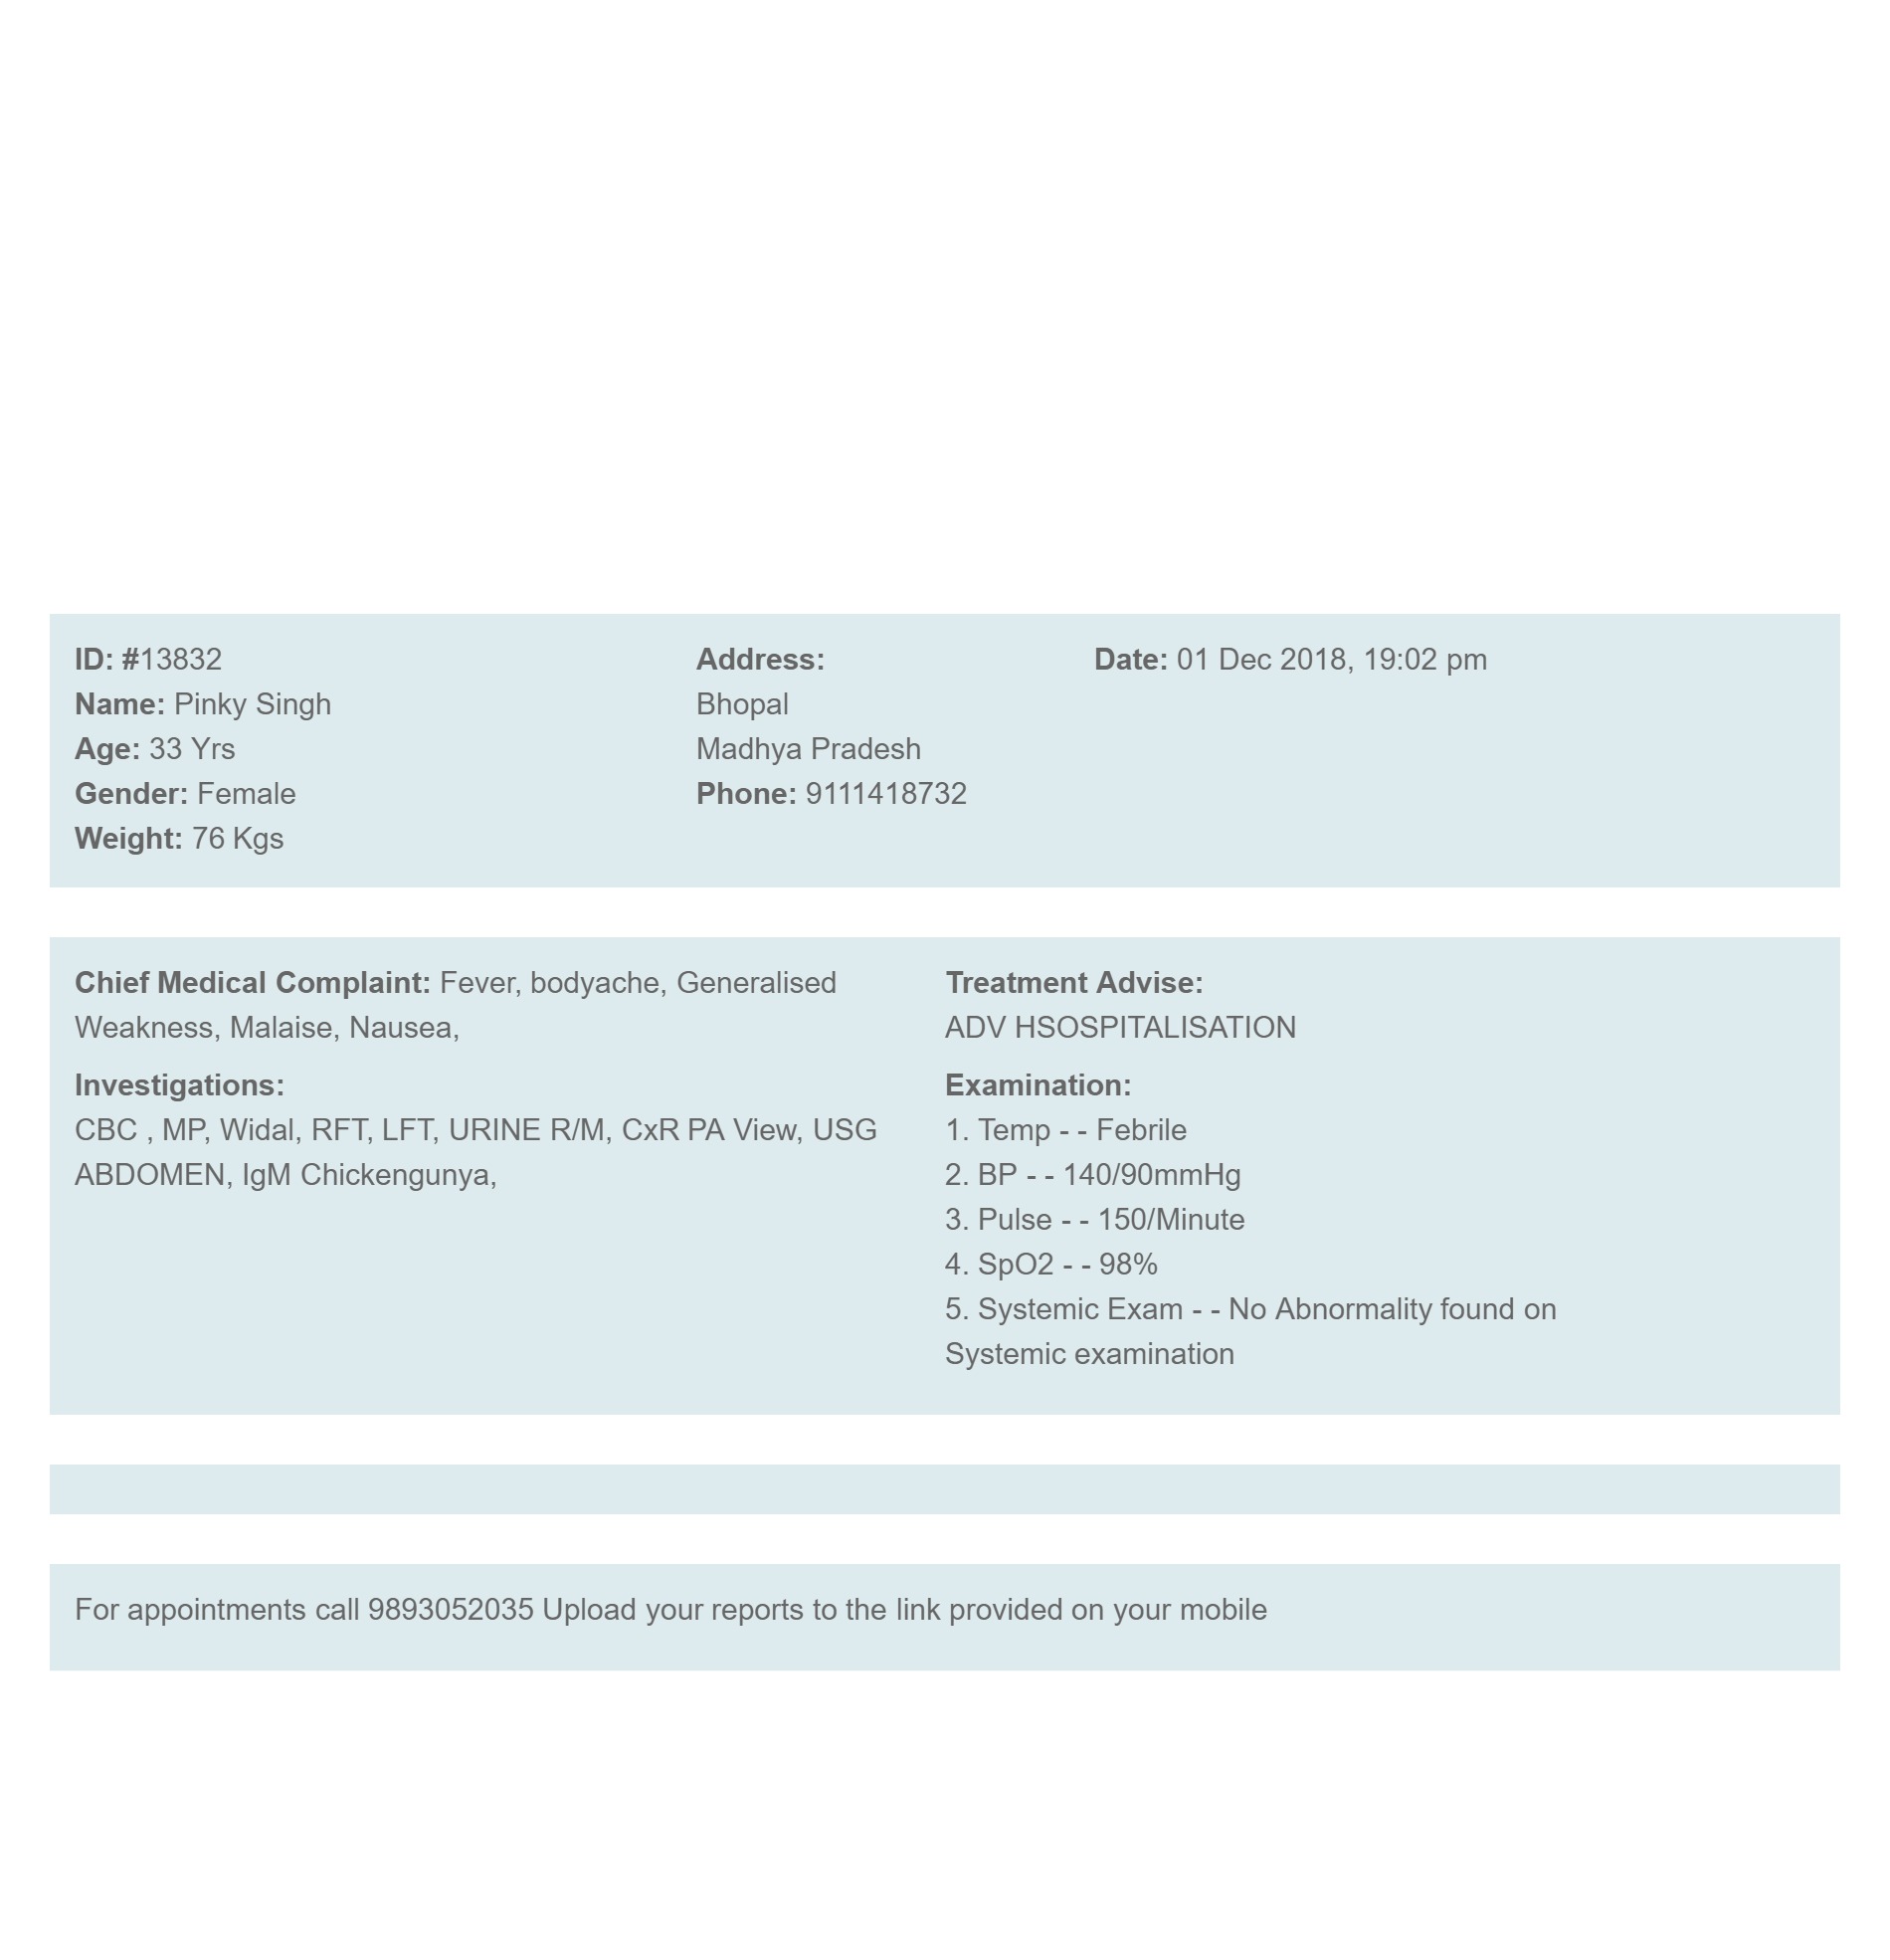 ID: #13832
Name: Pinky Singh
Age: 33 Yrs
Gender: Female
Weight: 76 Kgs
Address:
Bhopal
Madhya Pradesh
Phone: 9111418732
Date: 01 Dec 2018, 19:02 pm
Chief Medical Complaint: Fever, bodyache, Generalised
Weakness, Malaise, Nausea,
Investigations:
CBC , MP, Widal, RFT, LFT, URINE R/M, CxR PA View, USG
ABDOMEN, IgM Chickengunya,
Treatment Advise:
ADV HSOSPITALISATION
Examination:
1. Temp - - Febrile
2. BP - - 140/90mmHg
3. Pulse - - 150/Minute
4. SpO2 - - 98%
5. Systemic Exam - - No Abnormality found on
Systemic examination
For appointments call 9893052035 Upload your reports to the link provided on your mobile